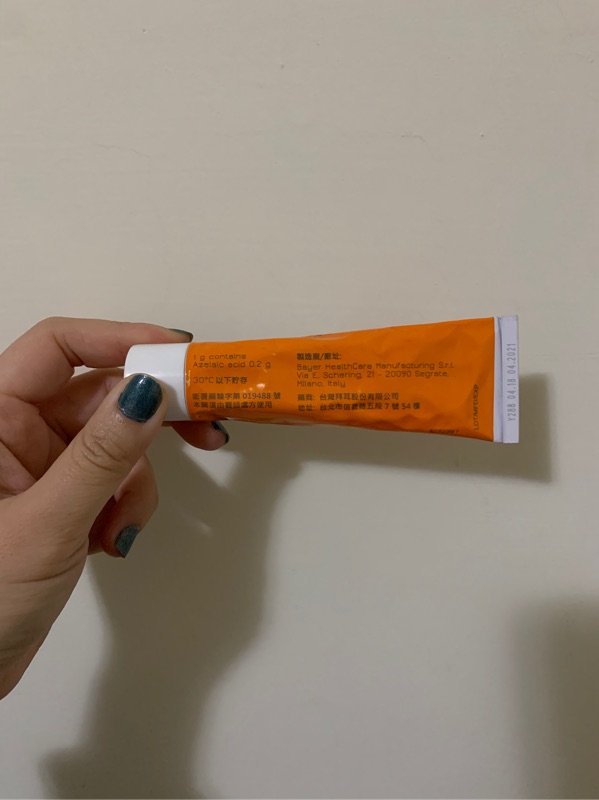 1 g contains
Azelaic acid 0.2 g
30°C 以下貯存
衛署藥輸字第 019488 號
本藥須由醫師處方使用
製造廠/廠址:
Bayer HealthCare Manufacturing S.r.l.
Via E. Schering, 21 - 20090 Segrate,
Milano, Italy
藥商: 台灣拜耳股份有限公司
地址: 台北市信義路五段 7 號 54 樓
1288 04.16 04.2021